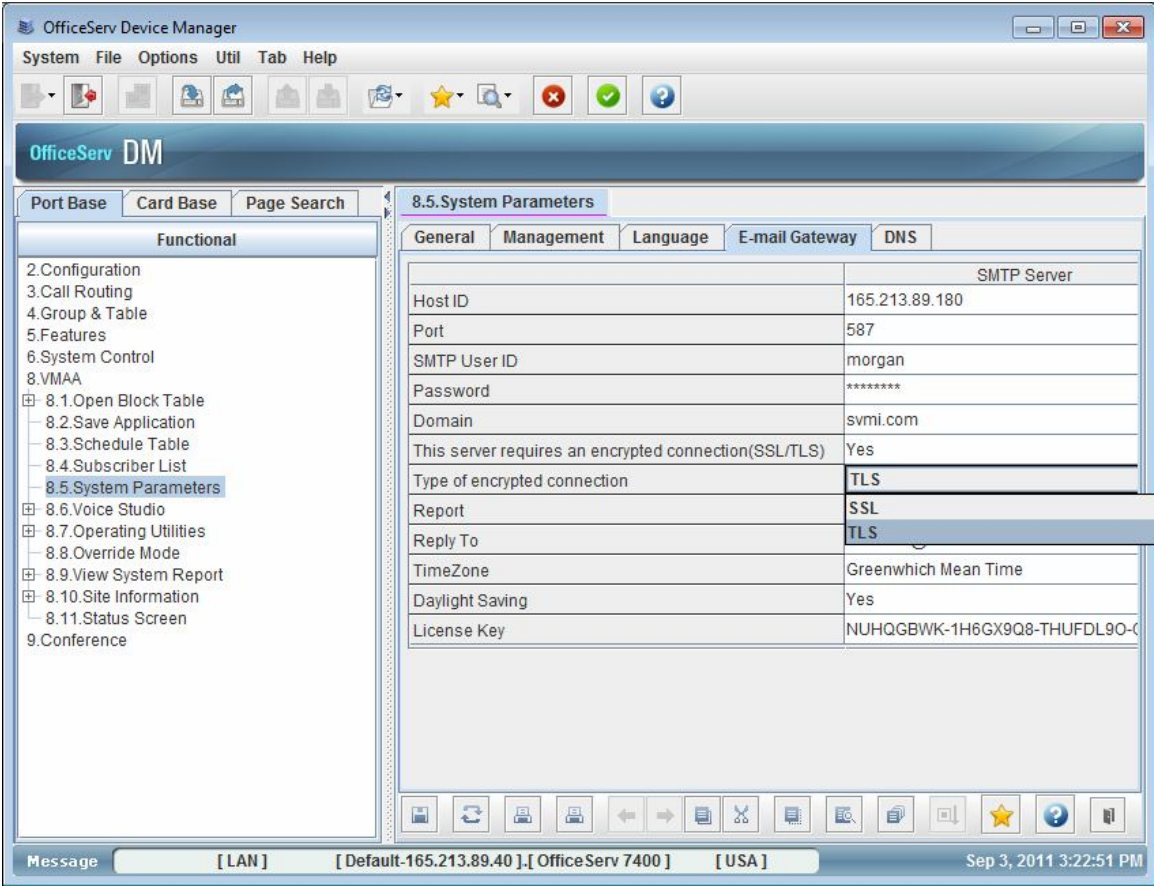 OfficeServ Device Manager
System File Options Util Tab Help
OfficeServ DM
Port Base Card Base Page Search
Functional
2.Configuration
3.Call Routing
4.Group & Table
5.Features
6.System Control
8.VMAA
8.1.Open Block Table
8.2.Save Application
8.3.Schedule Table
8.4.Subscriber List
8.5.System Parameters
8.6.Voice Studio
8.7.Operating Utilities
8.8.Override Mode
8.9.View System Report
8.10.Site Information
8.11.Status Screen
9.Conference
8.5.System Parameters
General Management Language E-mail Gateway DNS
SMTP Server
Host ID 165.213.89.180
Port 587
SMTP User ID morgan
Password ********
Domain svmi.com
This server requires an encrypted connection(SSL/TLS) Yes
Type of encrypted connection TLS
Report SSL
Reply To TLS
TimeZone Greenwhich Mean Time
Daylight Saving Yes
License Key NUHQGBWK-1H6GX9Q8-THUFDL9O-
Message [ LAN ] [ Default-165.213.89.40 ].[ OfficeServ 7400 ] [ USA ] Sep 3, 2011 3:22:51 PM